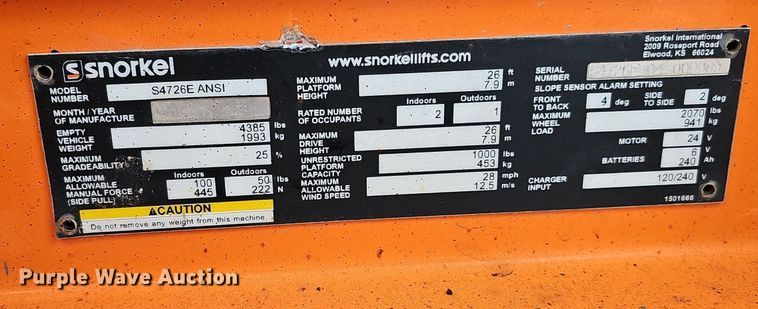 snorkel
MODEL NUMBER S4726E ANSI
MONTH / YEAR OF MANUFACTURE
EMPTY VEHICLE WEIGHT 4385 lbs
1993 kg
MAXIMUM GRADEABILITY 25 %
Indoors Outdoors
MAXIMUM ALLOWABLE MANUAL FORCE (SIDE PULL) 100 50 lbs
445 222 N
CAUTION
Do not remove any weight from this machine.
www.snorkellifts.com
MAXIMUM PLATFORM HEIGHT 26 ft
7.9 m
Indoors Outdoors
RATED NUMBER OF OCCUPANTS 2 1
MAXIMUM DRIVE HEIGHT 26 ft
7.9 m
UNRESTRICTED PLATFORM CAPACITY 1000 lbs
453 kg
MAXIMUM ALLOWABLE WIND SPEED 28 mph
12.5 m/s
Snorkel International
2009 Roseport Road
Elwood, KS 66024
SERIAL NUMBER
SLOPE SENSOR ALARM SETTING
FRONT TO BACK 4 deg SIDE TO SIDE 2 deg
MAXIMUM WHEEL LOAD 2070 lbs
941 kg
MOTOR 24 V
BATTERIES 6 V
240 Ah
CHARGER INPUT 120/240 V
1501666
Purple Wave Auction